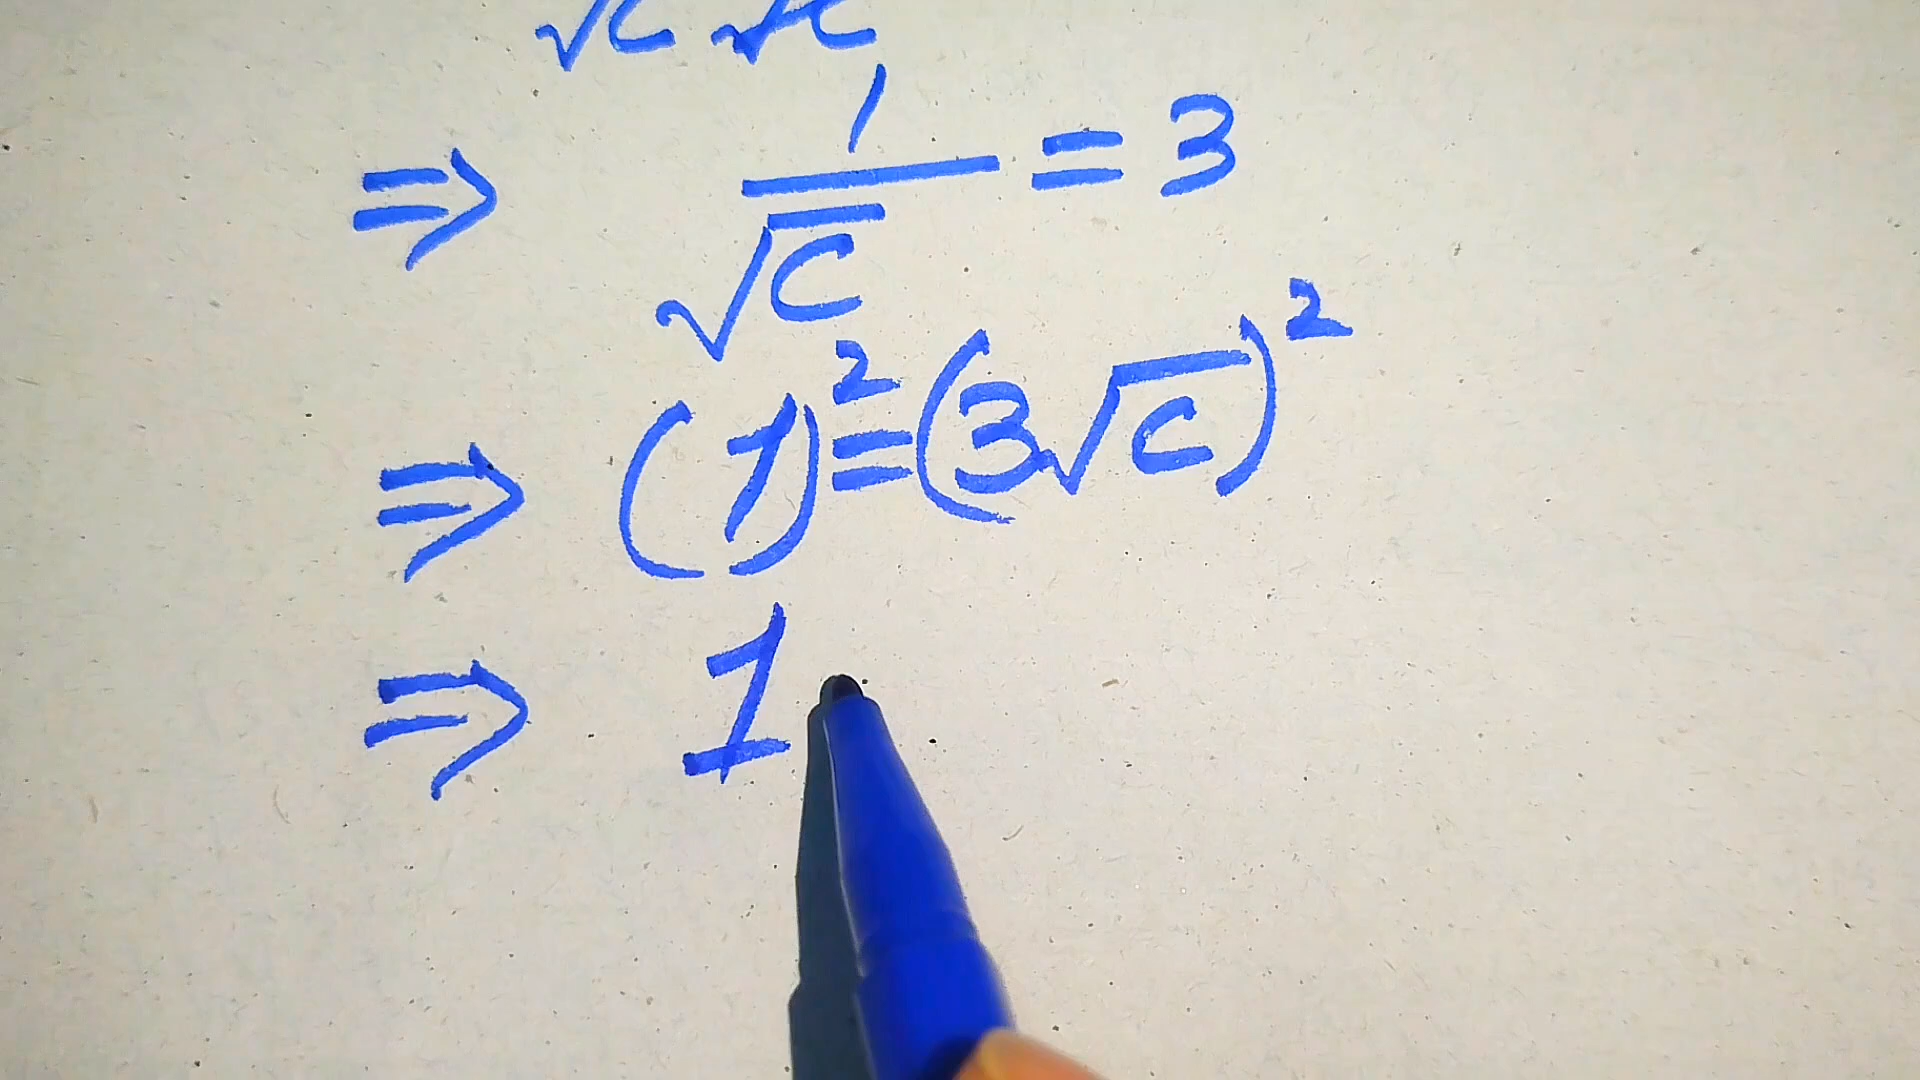 √c √c
⇒ 1/√c = 3
⇒ (1)² = (3√c)²
⇒ 1